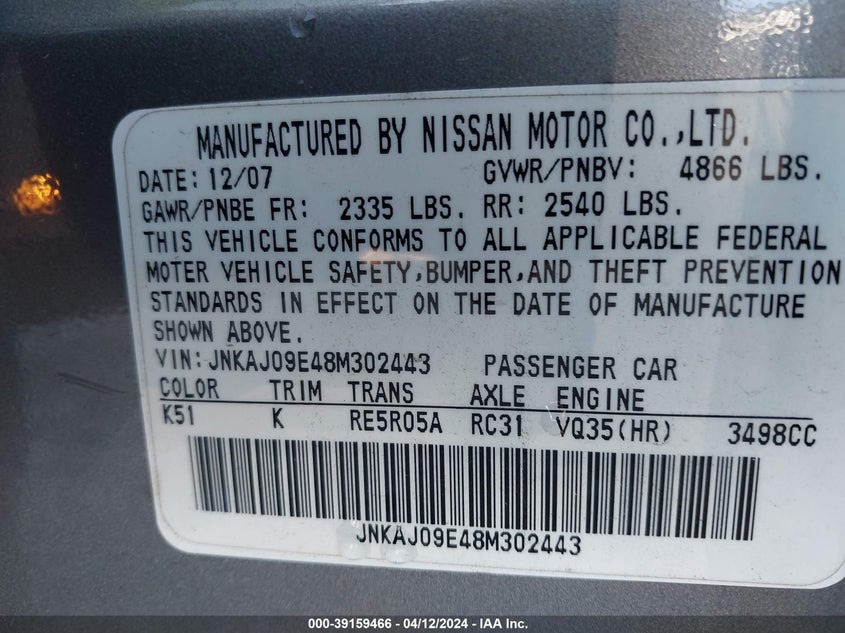 MANUFACTURED BY NISSAN MOTOR CO.,LTD.
DATE: 12/07 GVWR/PNBV: 4866 LBS.
GAWR/PNBE FR: 2335 LBS. RR: 2540 LBS.
THIS VEHICLE CONFORMS TO ALL APPLICABLE FEDERAL
MOTER VEHICLE SAFETY,BUMPER,AND THEFT PREVENTION
STANDARDS IN EFFECT ON THE DATE OF MANUFACTURE
SHOWN ABOVE.
VIN:JNKAJ09E48M302443 PASSENGER CAR
COLOR TRIM TRANS AXLE ENGINE
K51 K RE5R05A RC31 VQ35(HR) 3498CC
JNKAJ09E48M302443
000-39159466 - 04/12/2024 - IAA Inc.